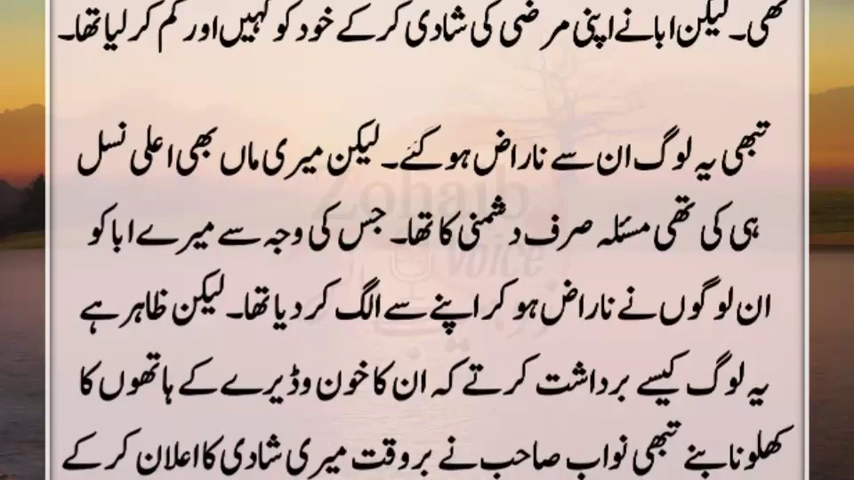 تھی۔ لیکن ابا نے اپنی مرضی کی شادی کر کے خود کو کہیں اور گم کر لیا تھا۔
تبھی یہ لوگ ان سے ناراض ہو گئے۔ لیکن میری ماں بھی اعلی نسل
ہی کی تھی مسئلہ صرف دشمنی کا تھا۔ جس کی وجہ سے میرے ابا کو
ان لوگوں نے ناراض ہو کر اپنے سے الگ کر دیا تھا۔ لیکن ظاہر ہے
یہ لوگ کیسے برداشت کرتے کہ ان کا خون وڈیرے کے ہاتھوں کا
کھلونا بنے تبھی نواب صاحب نے بروقت میری شادی کا اعلان کر کے
Zohaib
voice